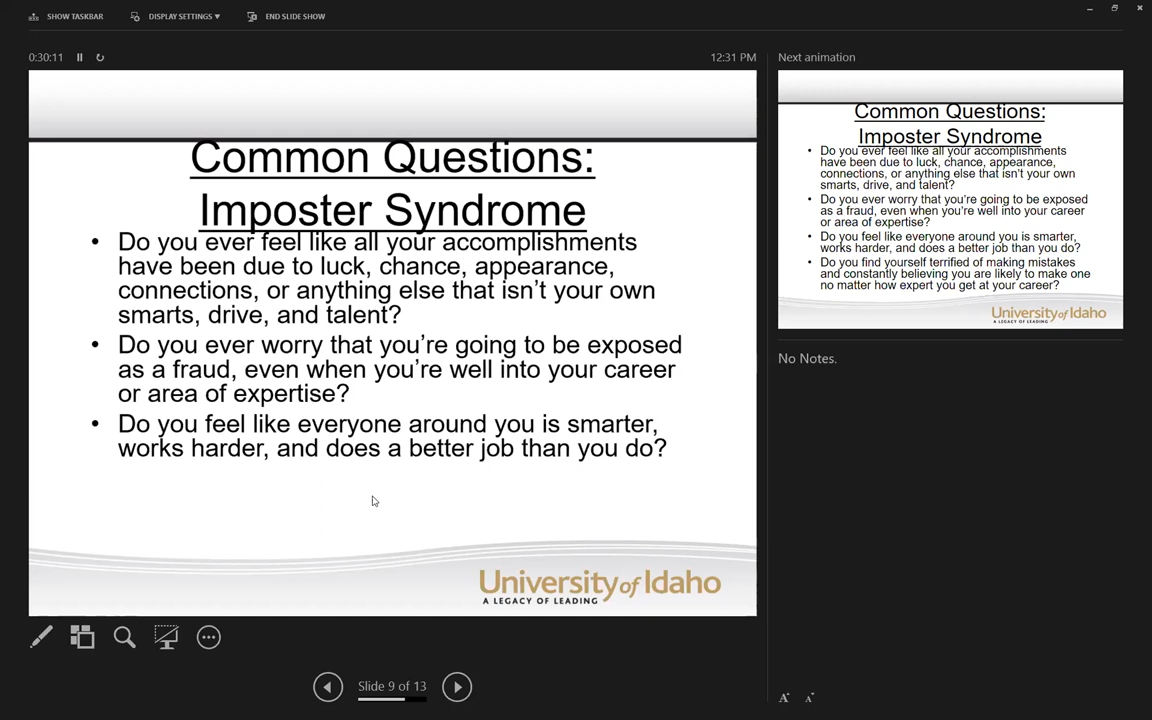 SHOW TASKBAR
DISPLAY SETTINGS ▼
END SLIDE SHOW
0:30:11
12:31 PM
Common Questions:
Imposter Syndrome
• Do you ever feel like all your accomplishments
have been due to luck, chance, appearance,
connections, or anything else that isn't your own
smarts, drive, and talent?
• Do you ever worry that you're going to be exposed
as a fraud, even when you're well into your career
or area of expertise?
• Do you feel like everyone around you is smarter,
works harder, and does a better job than you do?
University of Idaho
A LEGACY OF LEADING
Slide 9 of 13
Next animation
Common Questions:
Imposter Syndrome
• Do you ever feel like all your accomplishments
have been due to luck, chance, appearance,
connections, or anything else that isn't your own
smarts, drive, and talent?
• Do you ever worry that you're going to be exposed
as a fraud, even when you're well into your career
or area of expertise?
• Do you feel like everyone around you is smarter,
works harder, and does a better job than you do?
• Do you find yourself terrified of making mistakes
and constantly believing you are likely to make one
no matter how expert you get at your career?
University of Idaho
A LEGACY OF LEADING
No Notes.
A A